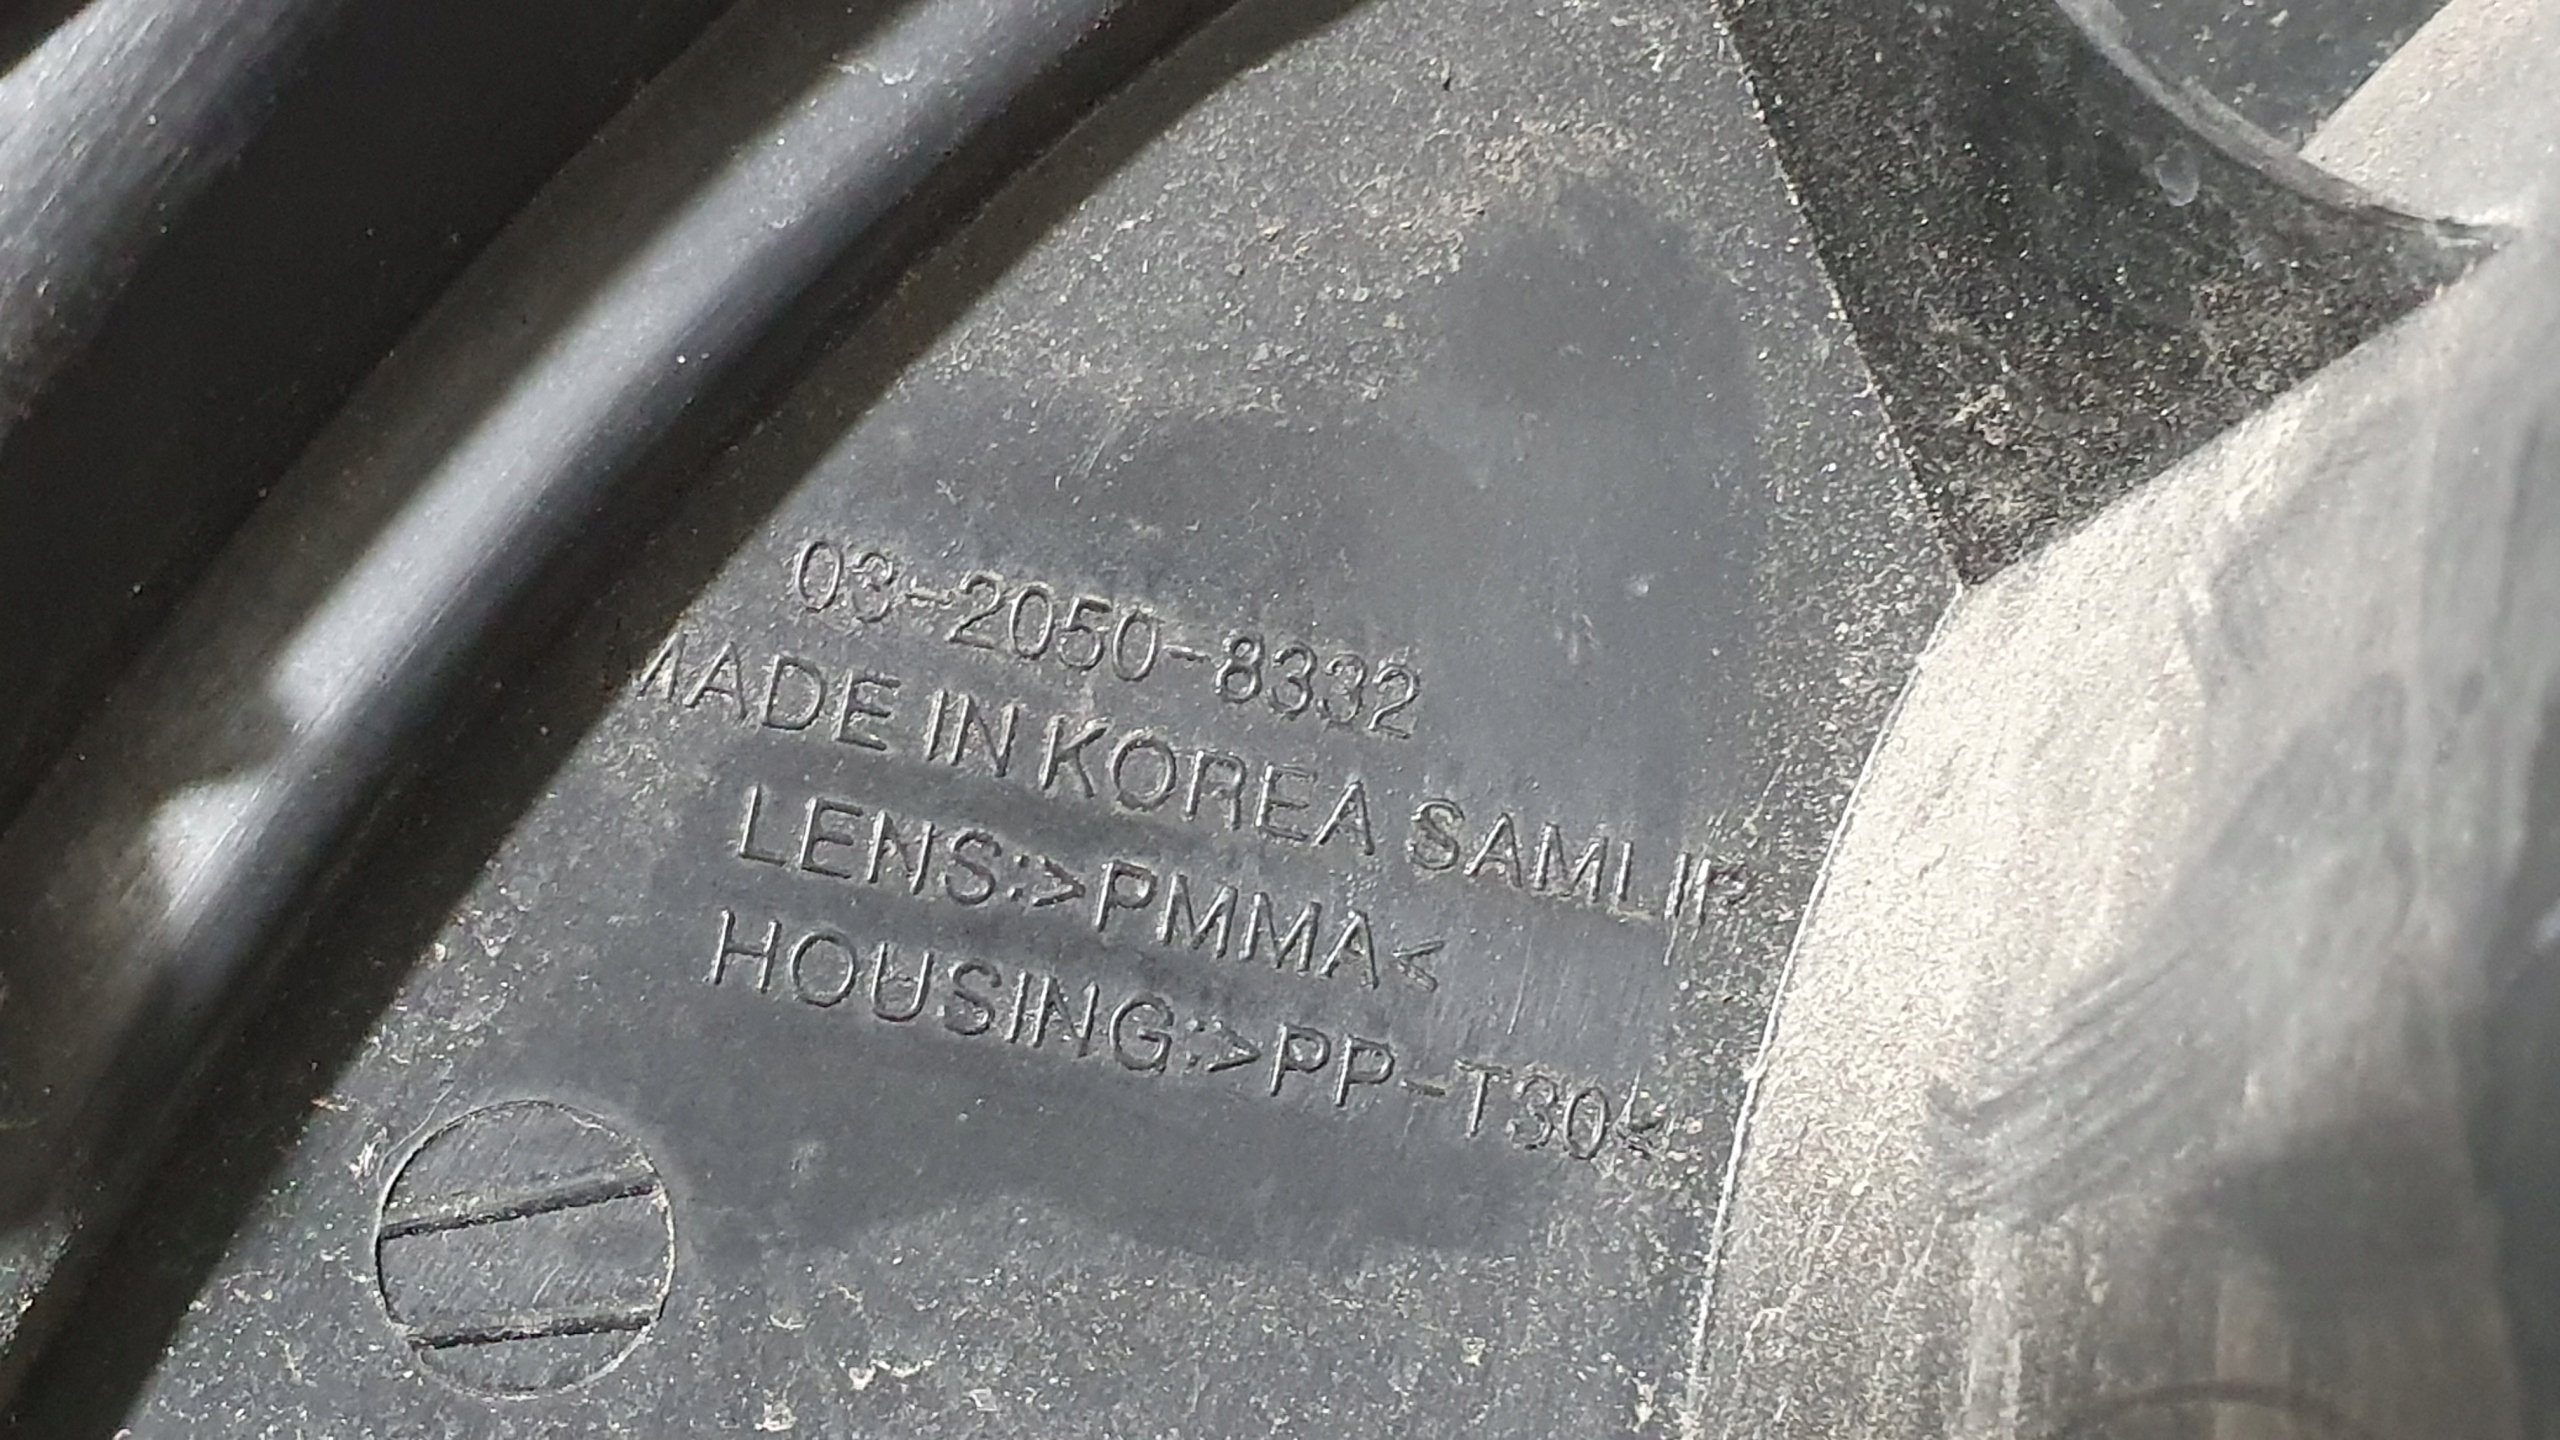 03-2050-8332
MADE IN KOREA SAMLIP
LENS:>PMMA<
HOUSING:>PP-T30<